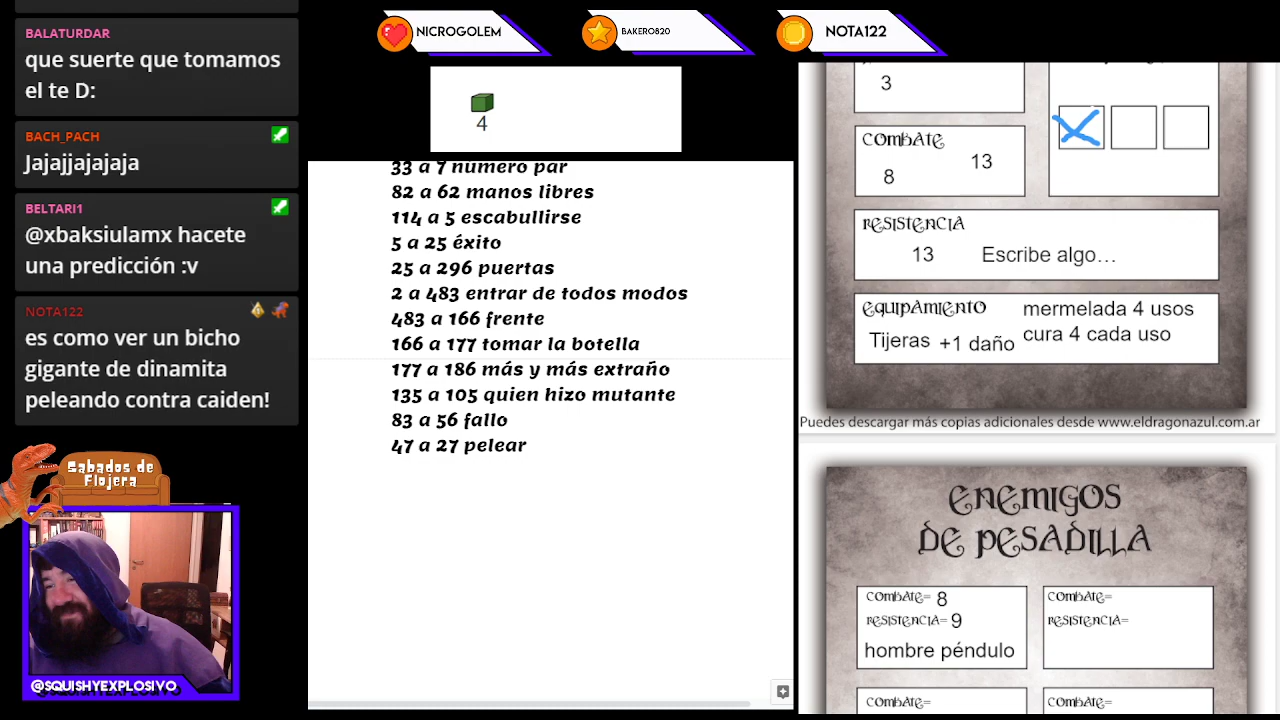 BALATURDAR
que suerte que tomamos
el te D:
BACH_PACH
Jajajjajajaja
BELTARI1
@xbaksiulamx hacete
una predicción :v
NOTA122
es como ver un bicho
gigante de dinamita
peleando contra caiden!
Sabados de
Flojera
@SQUISHYEXPLOSIVO
NICROGOLEM
BAKERO820
NOTA122
4
33 a 7 número par
82 a 62 manos libres
114 a 5 escabullirse
5 a 25 éxito
25 a 296 puertas
2 a 483 entrar de todos modos
483 a 166 frente
166 a 177 tomar la botella
177 a 186 más y más extraño
135 a 105 quien hizo mutante
83 a 56 fallo
47 a 27 pelear
3
COMBATE
8
13
RESISTENCIA
13 Escribe algo...
EQUIPAMIENTO
Tijeras +1 daño
mermelada 4 usos
cura 4 cada uso
Puedes descargar más copias adicionales desde www.eldragonazul.com.ar
ENEMIGOS
DE PESADILLA
COMBATE= 8
RESISTENCIA= 9
hombre péndulo
COMBATE=
RESISTENCIA=
COMBATE=
COMBATE=